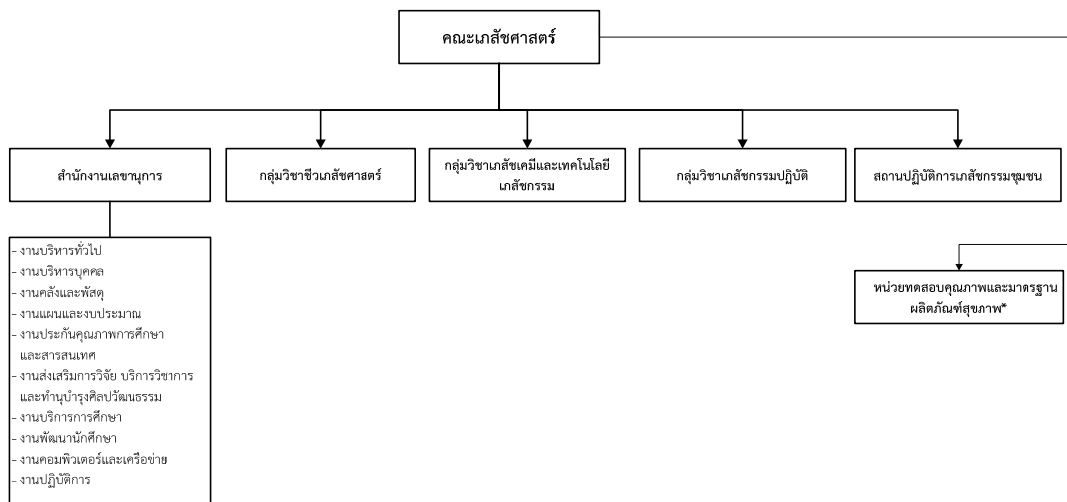 คณะเภสัชศาสตร์
สำนักงานเลขานุการ
กลุ่มวิชาชีวเภสัชศาสตร์
กลุ่มวิชาเภสัชเคมีและเทคโนโลยี
เภสัชกรรม
กลุ่มวิชาเภสัชกรรมปฏิบัติ
สถานปฏิบัติการเภสัชกรรมชุมชน
- งานบริหารทั่วไป
- งานบริหารบุคคล
- งานคลังและพัสดุ
- งานแผนและงบประมาณ
- งานประกันคุณภาพการศึกษา
และสารสนเทศ
- งานส่งเสริมการวิจัย บริการวิชาการ
และทำนุบำรุงศิลปวัฒนธรรม
- งานบริการการศึกษา
- งานพัฒนานักศึกษา
- งานคอมพิวเตอร์และเครือข่าย
- งานปฏิบัติการ
หน่วยทดสอบคุณภาพและมาตรฐาน
ผลิตภัณฑ์สุขภาพ*